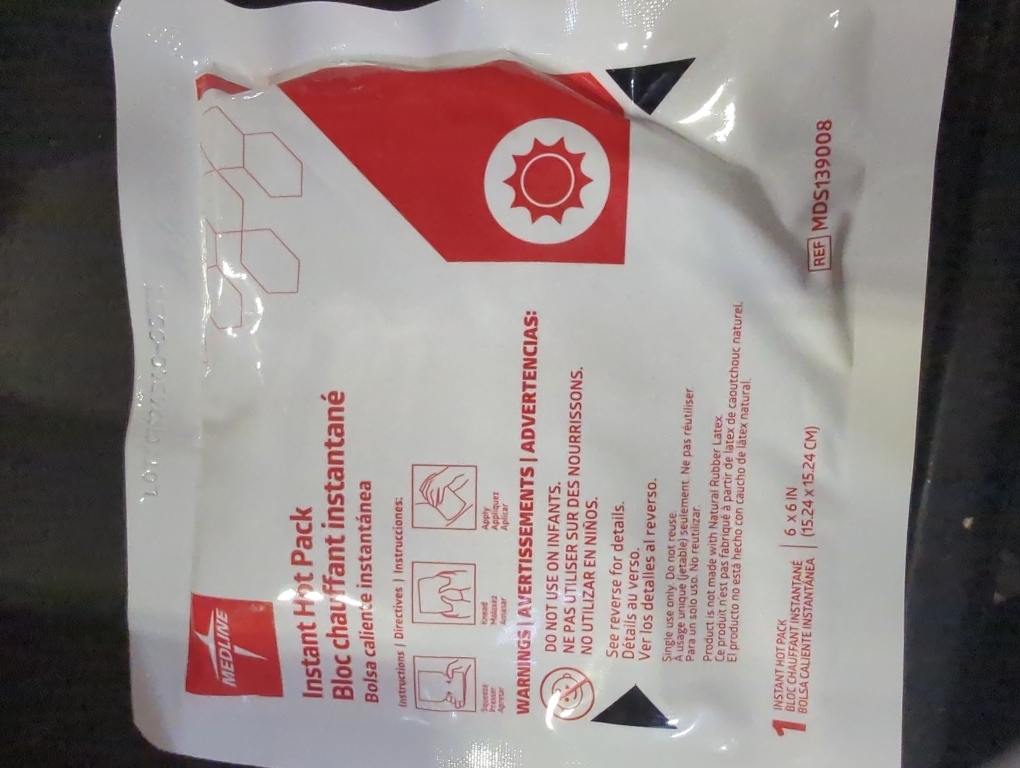 MEDLINE
Instant Hot Pack
Bloc chauffant instantané
Bolsa caliente instantánea
Instructions | Directives | Instrucciones:
Squeeze
Presser
Apretar
Knead
Malaxez
Amasar
Apply
Appliquez
Aplicar
WARNINGS | AVERTISSEMENTS | ADVERTENCIAS:
DO NOT USE ON INFANTS.
NE PAS UTILISER SUR DES NOURRISSONS.
NO UTILIZAR EN NIÑOS.
See reverse for details.
Détails au verso.
Ver los detalles al reverso.
Single use only. Do not reuse.
À usage unique (jetable) seulement. Ne pas réutiliser.
Para un solo uso. No reutilizar.
Product is not made with Natural Rubber Latex.
Ce produit n'est pas fabriqué à partir de latex de caoutchouc naturel.
El producto no está hecho con caucho de látex natural.
1 INSTANT HOT PACK
BLOC CHAUFFANT INSTANTANÉ
BOLSA CALIENTE INSTANTÁNEA
6 x 6 IN
(15.24 x 15.24 CM)
REF MDS139008